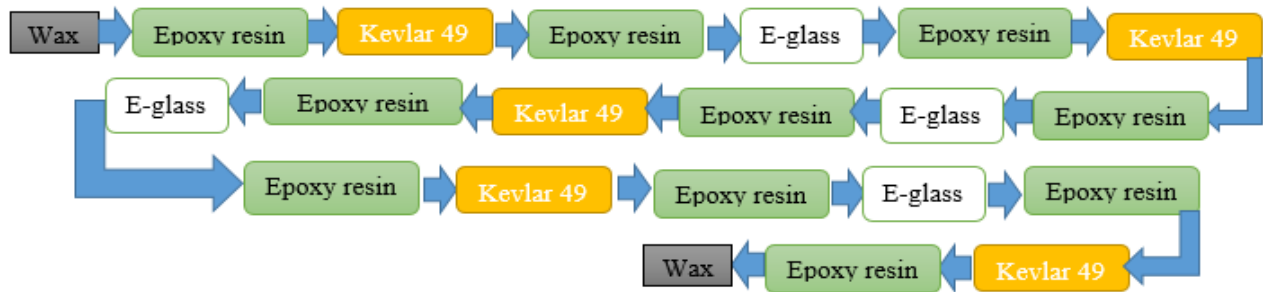 Wax Epoxy resin Kevlar 49 Epoxy resin E-glass Epoxy resin Kevlar 49
Epoxy resin E-glass Epoxy resin Kevlar 49 Epoxy resin E-glass
Epoxy resin Kevlar 49 Epoxy resin E-glass Epoxy resin
Kevlar 49 Epoxy resin Wax